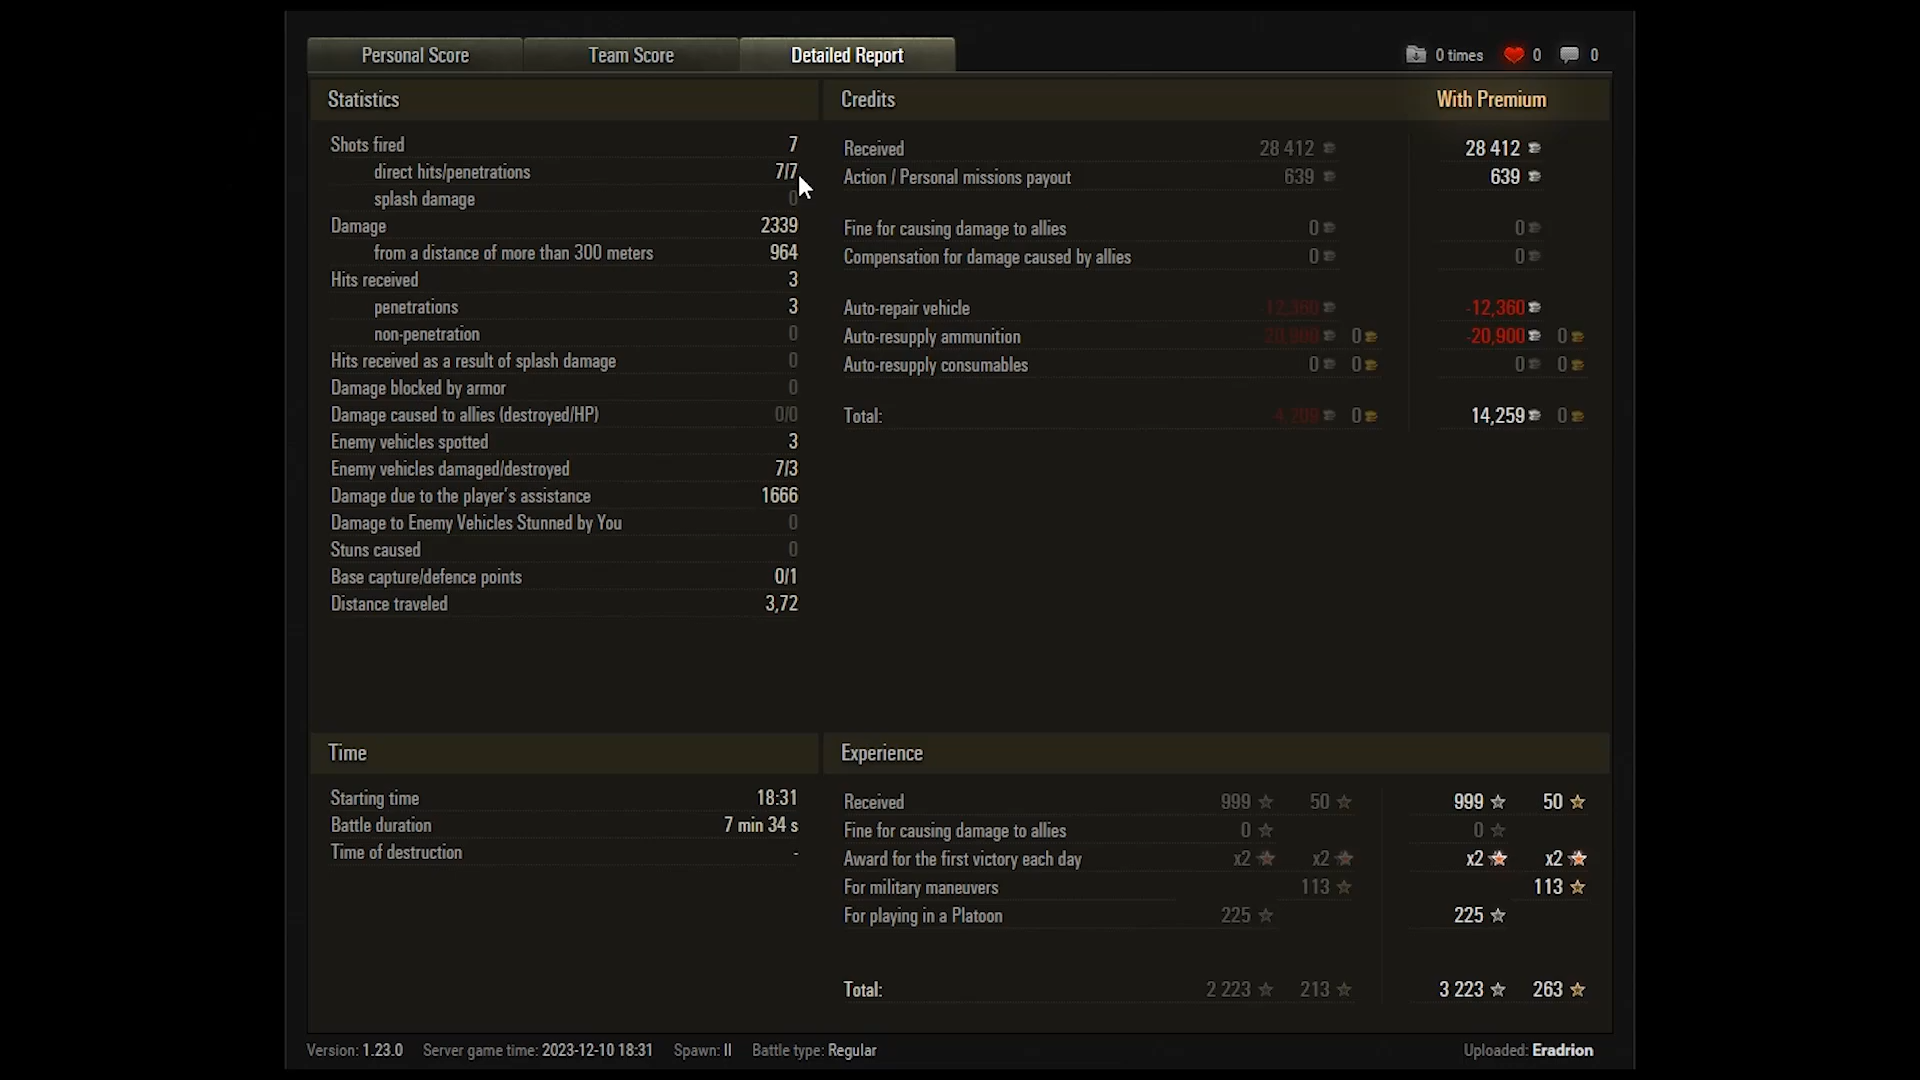 Personal Score Team Score Detailed Report 0 times 0 0
Statistics
Shots fired 7
direct hits/penetrations 7/7
splash damage 0
Damage 2339
from a distance of more than 300 meters 964
Hits received 3
penetrations 3
non-penetration 0
Hits received as a result of splash damage 0
Damage blocked by armor 0
Damage caused to allies (destroyed/HP) 0/0
Enemy vehicles spotted 3
Enemy vehicles damaged/destroyed 7/3
Damage due to the player's assistance 1666
Damage to Enemy Vehicles Stunned by You 0
Stuns caused 0
Base capture/defence points 0/1
Distance traveled 3,72
Credits With Premium
Received 28 412 28 412
Action / Personal missions payout 639 639
Fine for causing damage to allies 0 0
Compensation for damage caused by allies 0 0
Auto-repair vehicle -12,360 -12,360
Auto-resupply ammunition -20,900 0 -20,900 0
Auto-resupply consumables 0 0 0 0
Total: -4,209 0 14,259 0
Time
Starting time 18:31
Battle duration 7 min 34 s
Time of destruction -
Experience
Received 999 50 999 50
Fine for causing damage to allies 0 0
Award for the first victory each day x2 x2 x2 x2
For military maneuvers 113 113
For playing in a Platoon 225 225
Total: 2 223 213 3 223 263
Version: 1.23.0 Server game time: 2023-12-10 18:31 Spawn: II Battle type: Regular Uploaded: Eradrion